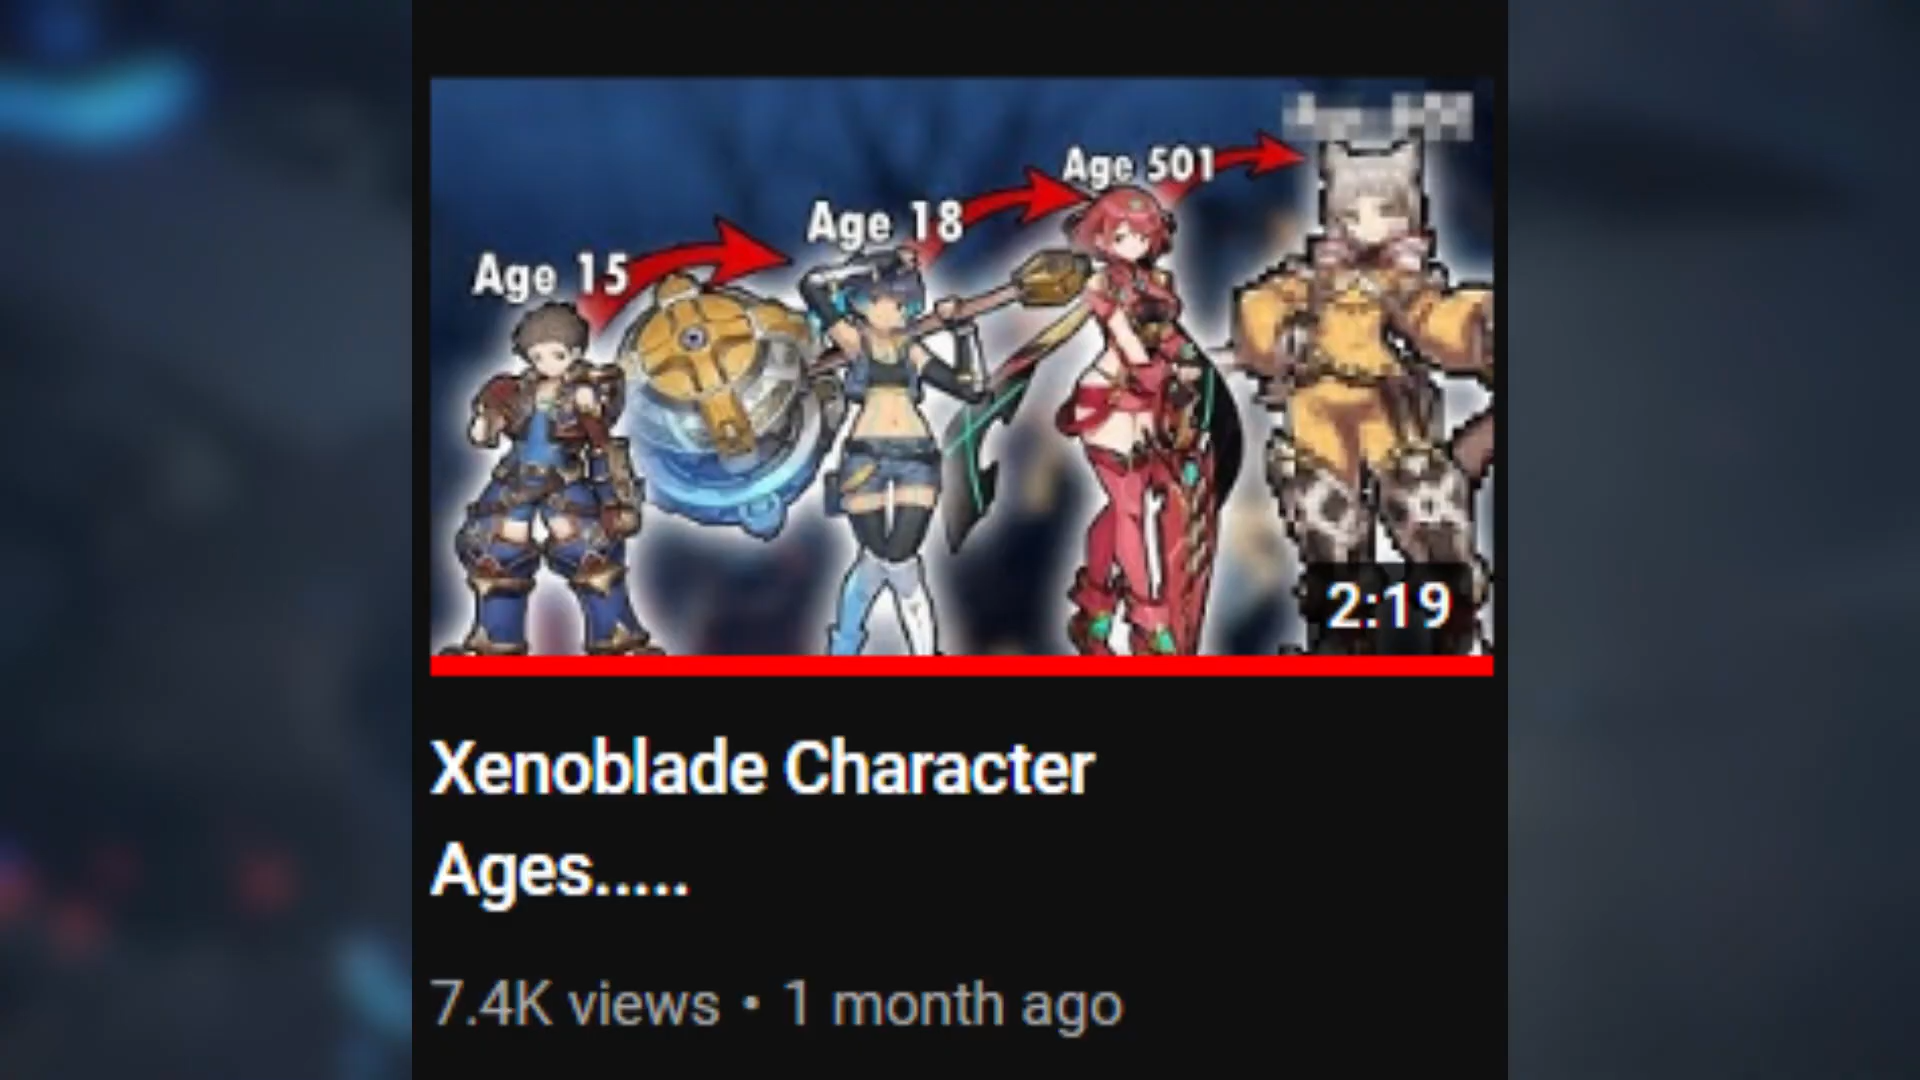 Age 501
Age 18
Age 15
2:19
Xenoblade Character
Ages.....
7.4K views • 1 month ago